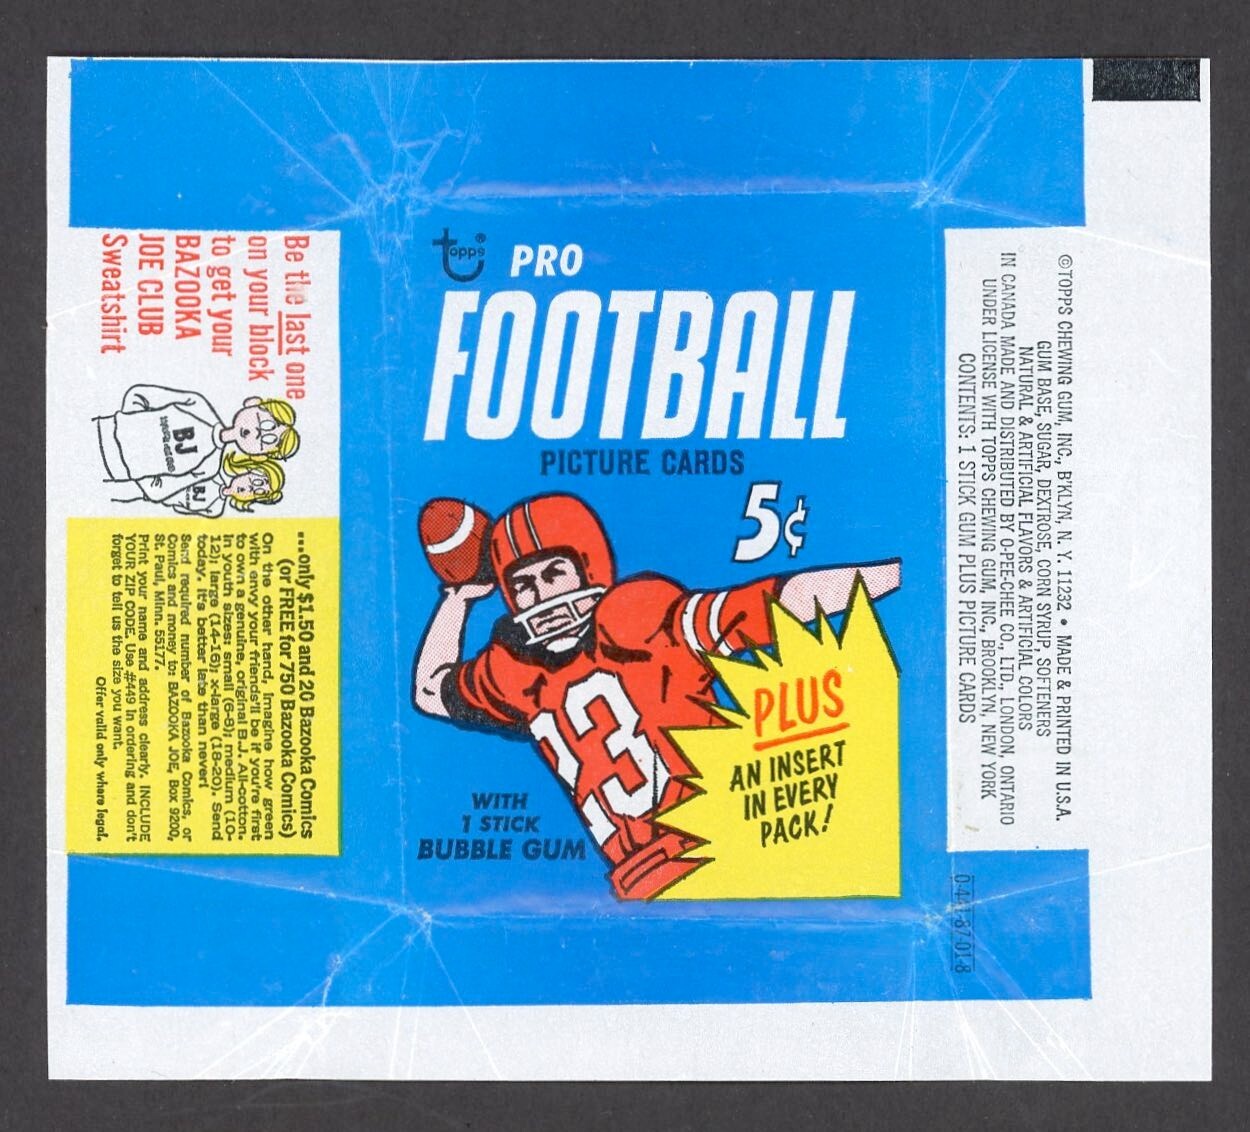 topps®
PRO
FOOTBALL
PICTURE CARDS
5¢
PLUS
AN INSERT
IN EVERY
PACK!
23
WITH
1 STICK
BUBBLE GUM
Be the last one
on your block
to get your
BAZOOKA
JOE CLUB
Sweatshirt
BJ
BJ
...only $1.50 and 20 Bazooka Comics
(or FREE for 750 Bazooka Comics)
On the other hand, imagine how green
with envy your friends'll be if you're first
to own a genuine, original B.J. All-cotton.
in youth sizes: small (6-8); medium (10-
12); large (14-16); x-large (18-20). Send
today. it's better late than never!
Send required number of Bazooka Comics, or
Comics and money to: BAZOOKA JOE, Box 9200,
St. Paul, Minn. 55177.
Print your name and address clearly. INCLUDE
YOUR ZIP CODE. Use #449 in ordering and don't
forget to tell us the size you want.
Offer valid only where legal.
©TOPPS CHEWING GUM, INC., B'KLYN, N. Y. 11232 • MADE & PRINTED IN U.S.A.
GUM BASE, SUGAR, DEXTROSE, CORN SYRUP, SOFTENERS
NATURAL & ARTIFICIAL FLAVORS & ARTIFICIAL COLORS
IN CANADA MADE AND DISTRIBUTED BY O-PEE-CHEE CO., LTD., LONDON, ONTARIO
UNDER LICENSE WITH TOPPS CHEWING GUM, INC., BROOKLYN, NEW YORK
CONTENTS: 1 STICK GUM PLUS PICTURE CARDS
0-441-87-01-8